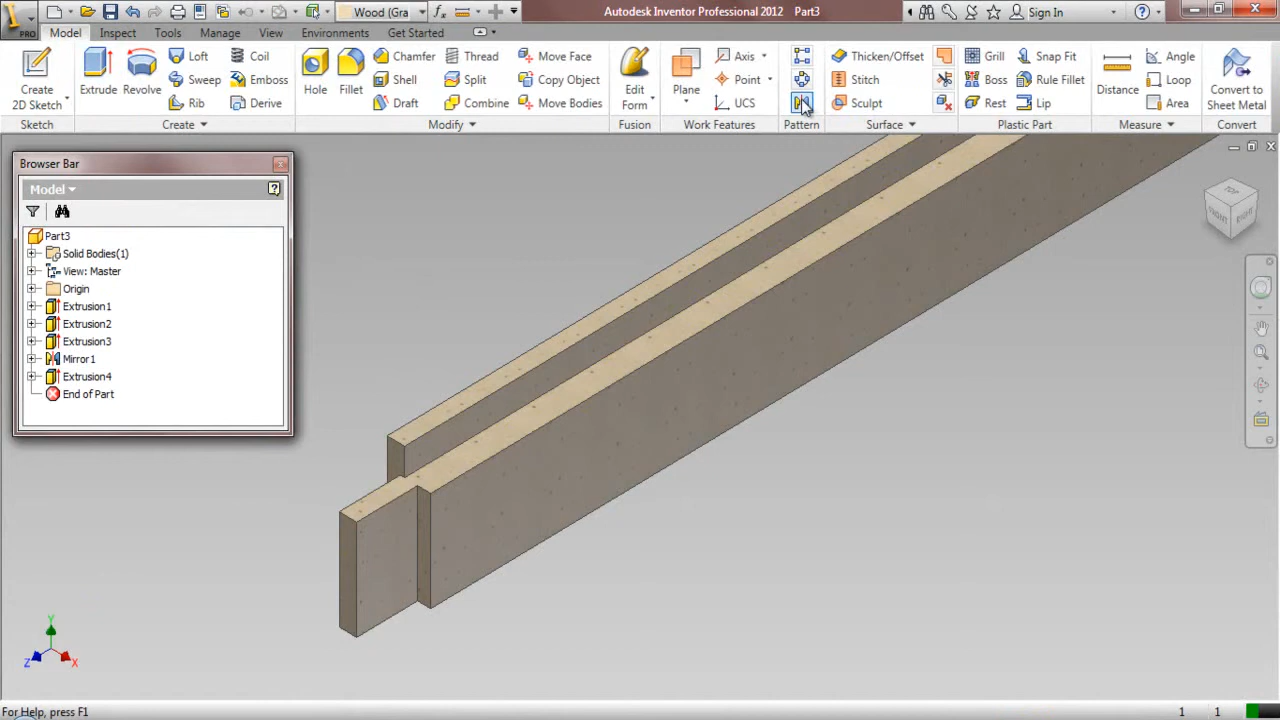 Wood (Gra
Autodesk Inventor Professional 2012 Part3
Sign In
PRO
Model Inspect Tools Manage View Environments Get Started
Create
2D Sketch
Extrude
Revolve
Loft
Sweep
Rib
Coil
Emboss
Derive
Hole
Fillet
Chamfer
Shell
Draft
Thread
Split
Combine
Move Face
Copy Object
Move Bodies
Edit
Form
Plane
Axis
Point
UCS
Thicken/Offset
Stitch
Sculpt
Grill
Boss
Rest
Snap Fit
Rule Fillet
Lip
Distance
Angle
Loop
Area
Convert to
Sheet Metal
Sketch Create Modify Fusion Work Features Pattern Surface Plastic Part Measure Convert
Browser Bar
Model
Part3
Solid Bodies(1)
View: Master
Origin
Extrusion1
Extrusion2
Extrusion3
Mirror1
Extrusion4
End of Part
TOP
FRONT
RIGHT
Y
Z
X
For Help, press F1
1 1